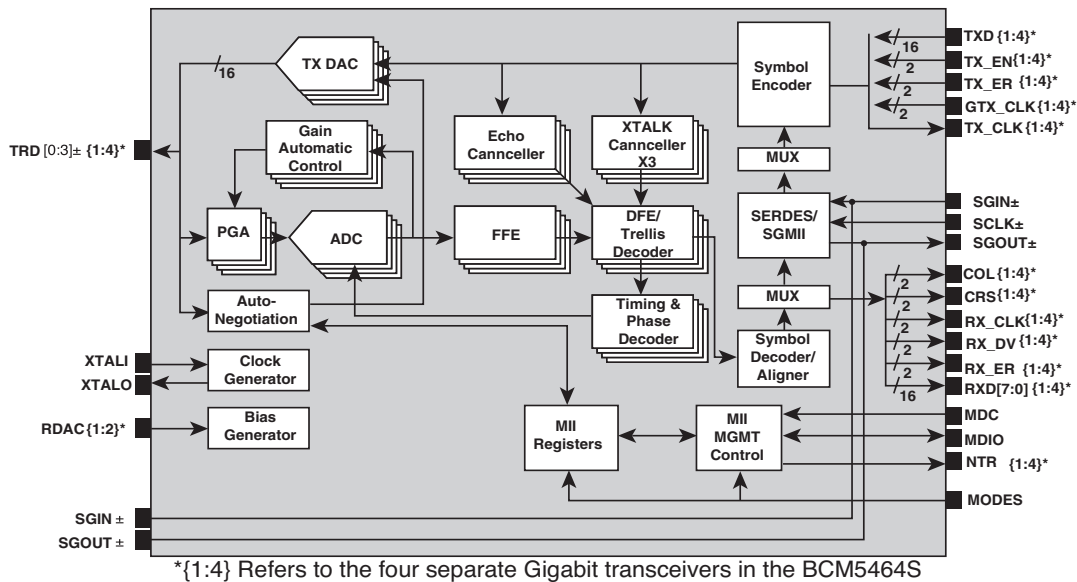 TXD {1:4}*
16
TX_EN{1:4}*
2
TX_ER {1:4}*
2
GTX_CLK{1:4}*
2
TX_CLK{1:4}*
TX DAC
16
Symbol
Encoder
Echo
Cannceller
XTALK
Cannceller
X3
Gain
Automatic
Control
TRD [0:3]± {1:4}*
MUX
PGA
ADC
FFE
DFE/
Trellis
Decoder
SERDES/
SGMII
SGIN±
SCLK±
SGOUT±
COL {1:4}*
2
CRS{1:4}*
2
RX_CLK{1:4}*
2
RX_DV {1:4}*
2
RX_ER {1:4}*
2
RXD[7:0] {1:4}*
16
Auto-
Negotiation
Timing &
Phase
Decoder
MUX
Symbol
Decoder/
Aligner
XTALI
XTALO
Clock
Generator
RDAC{1:2}*
Bias
Generator
MII
Registers
MII
MGMT
Control
MDC
MDIO
NTR {1:4}*
MODES
SGIN ±
SGOUT ±
*{1:4} Refers to the four separate Gigabit transceivers in the BCM5464S